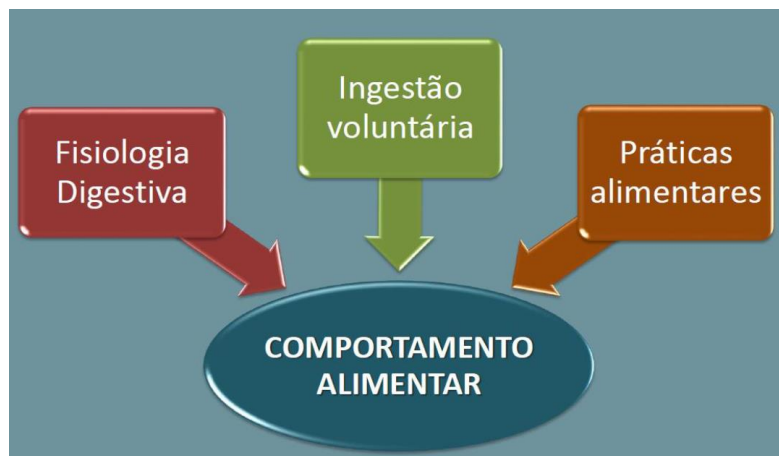 Fisiologia
Digestiva
Ingestão
voluntária
Práticas
alimentares
COMPORTAMENTO
ALIMENTAR